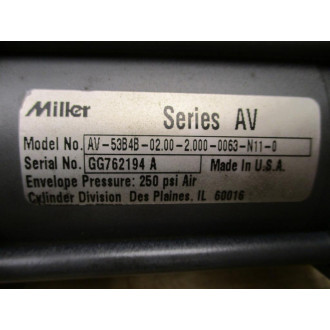 Miller Series AV
Model No. AV-53B4B-02.00-2.000-0063-N11-0
Serial No. GG762194 A Made In U.S.A.
Envelope Pressure: 250 psi Air
Cylinder Division Des Plaines, IL 60016